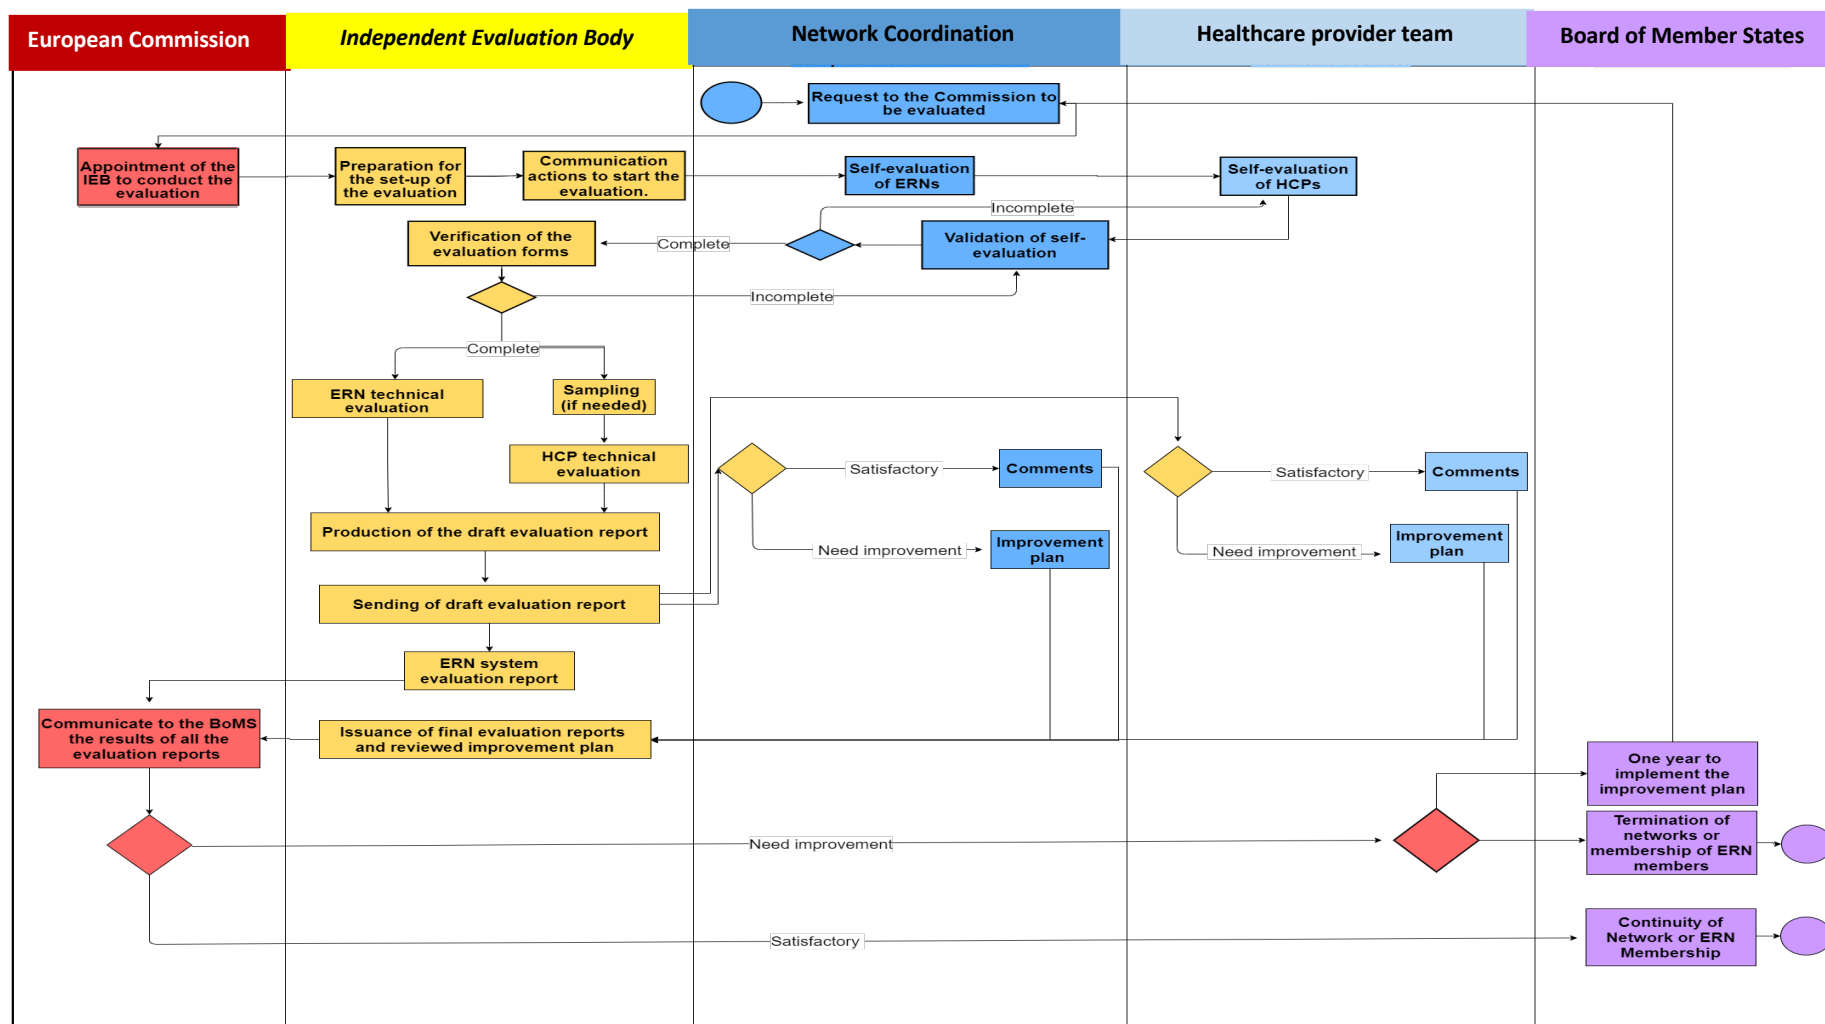 European Commission
Independent Evaluation Body
Network Coordination
Healthcare provider team
Board of Member States
Request to the Commission to
be evaluated
Appointment of the
IEB to conduct the
evaluation
Preparation for
the set-up of
the evaluation
Communication
actions to start the
evaluation.
Self-evaluation
of ERNs
Self-evaluation
of HCPs
Incomplete
Verification of the
evaluation forms
Complete
Validation of self-
evaluation
Incomplete
Complete
ERN technical
evaluation
Sampling
(if needed)
HCP technical
evaluation
Satisfactory
Comments
Satisfactory
Comments
Production of the draft evaluation report
Need improvement
Improvement
plan
Need improvement
Improvement
plan
Sending of draft evaluation report
ERN system
evaluation report
Communicate to the BoMS
the results of all the
evaluation reports
Issuance of final evaluation reports
and reviewed improvement plan
One year to
implement the
improvement plan
Need improvement
Termination of
networks or
membership of ERN
members
Satisfactory
Continuity of
Network or ERN
Membership